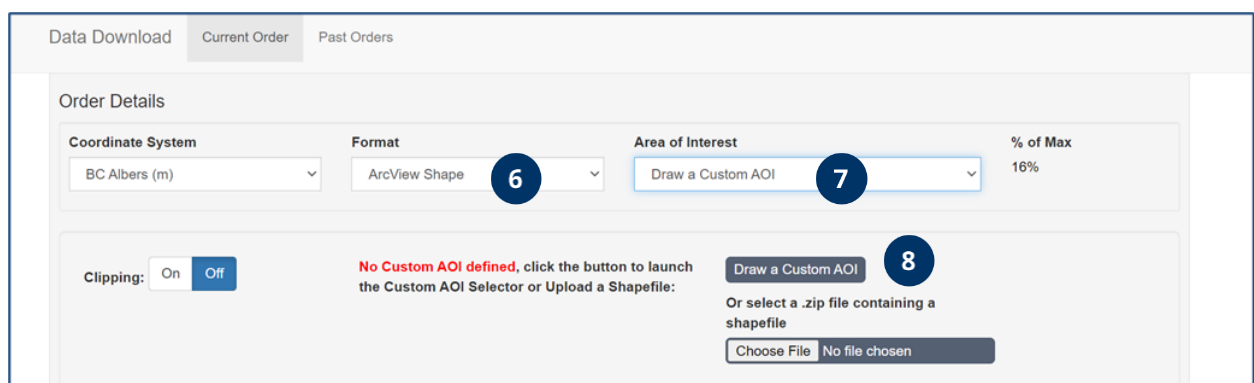 Data Download Current Order Past Orders
Order Details
Coordinate System Format Area of Interest % of Max
BC Albers (m) ArcView Shape 6 Draw a Custom AOI 7 16%
Clipping: On Off
No Custom AOI defined, click the button to launch
the Custom AOI Selector or Upload a Shapefile:
Draw a Custom AOI 8
Or select a .zip file containing a
shapefile
Choose File No file chosen